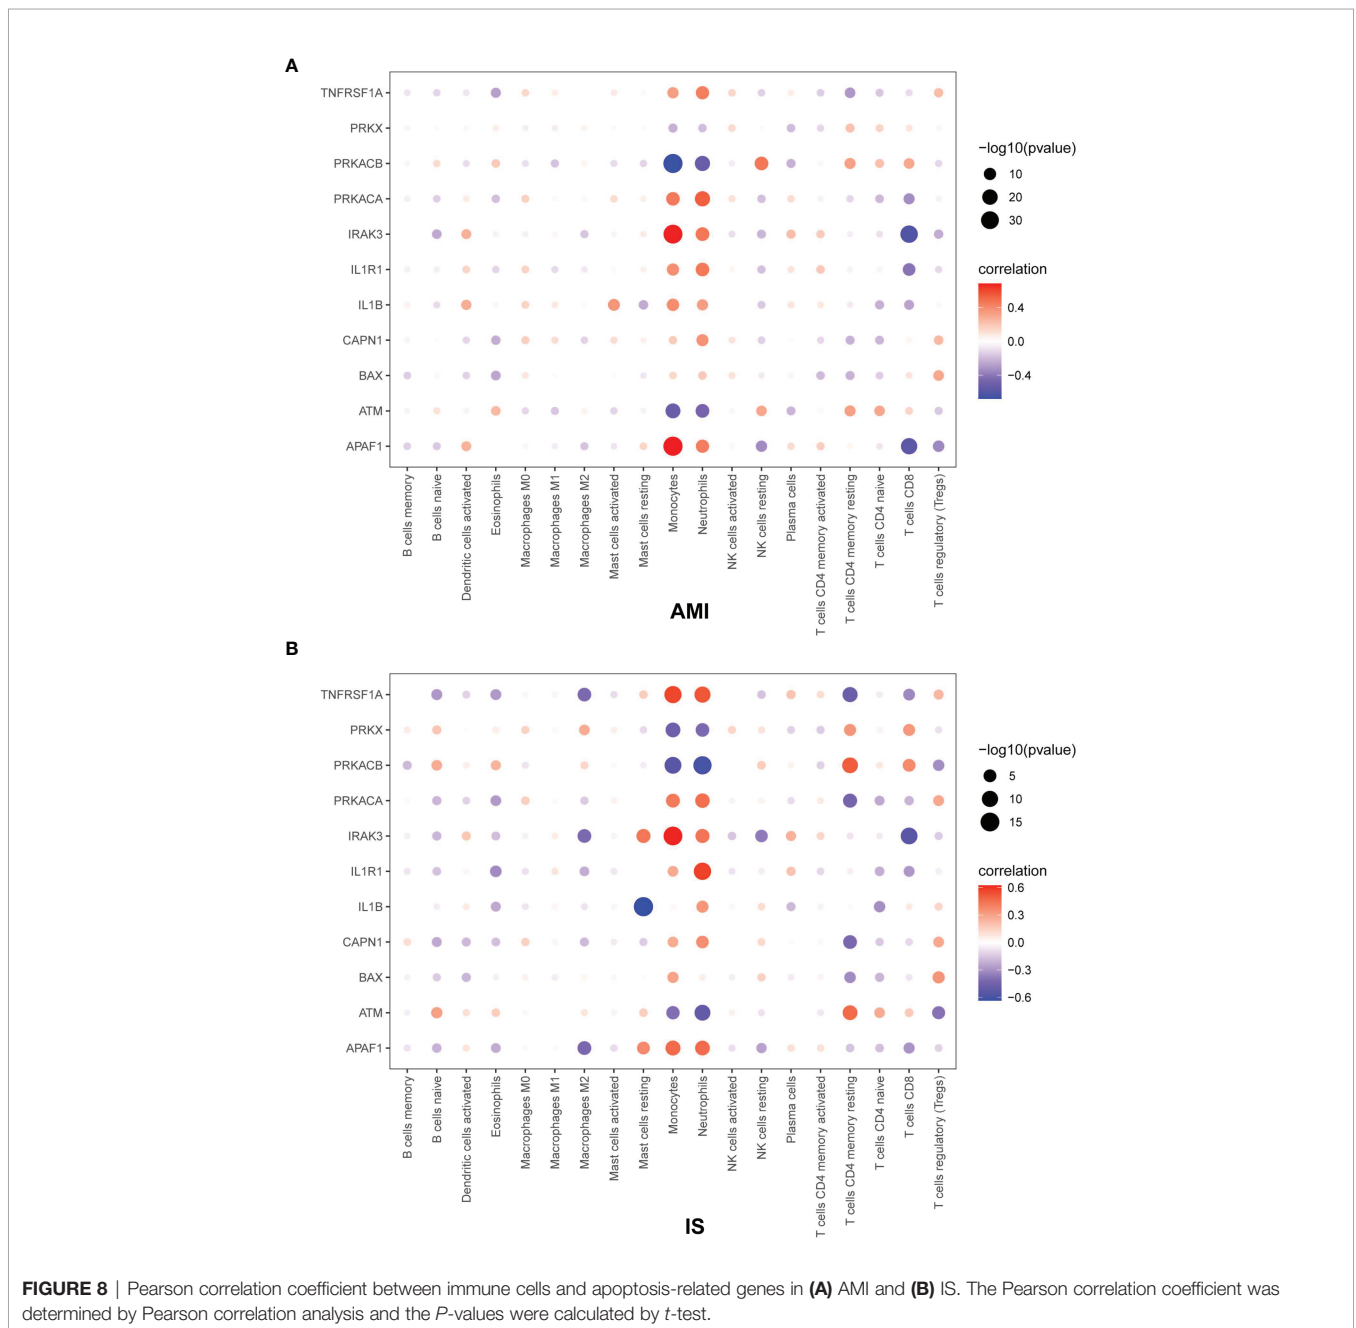 A
TNFRSF1A
PRKX
PRKACB
PRKACA
IRAK3
IL1R1
IL1B
CAPN1
BAX
ATM
APAF1
B cells memory
B cells naive
Dendritic cells activated
Eosinophils
Macrophages M0
Macrophages M1
Macrophages M2
Mast cells activated
Mast cells resting
Monocytes
Neutrophils
NK cells activated
NK cells resting
Plasma cells
T cells CD4 memory activated
T cells CD4 memory resting
T cells CD4 naive
T cells CD8
T cells regulatory (Tregs)
−log10(pvalue)
10
20
30
correlation
0.4
0.0
−0.4
AMI
B
TNFRSF1A
PRKX
PRKACB
PRKACA
IRAK3
IL1R1
IL1B
CAPN1
BAX
ATM
APAF1
B cells memory
B cells naive
Dendritic cells activated
Eosinophils
Macrophages M0
Macrophages M1
Macrophages M2
Mast cells activated
Mast cells resting
Monocytes
Neutrophils
NK cells activated
NK cells resting
Plasma cells
T cells CD4 memory activated
T cells CD4 memory resting
T cells CD4 naive
T cells CD8
T cells regulatory (Tregs)
−log10(pvalue)
5
10
15
correlation
0.6
0.3
0.0
−0.3
−0.6
IS
FIGURE 8 | Pearson correlation coefficient between immune cells and apoptosis-related genes in (A) AMI and (B) IS. The Pearson correlation coefficient was
determined by Pearson correlation analysis and the P-values were calculated by t-test.